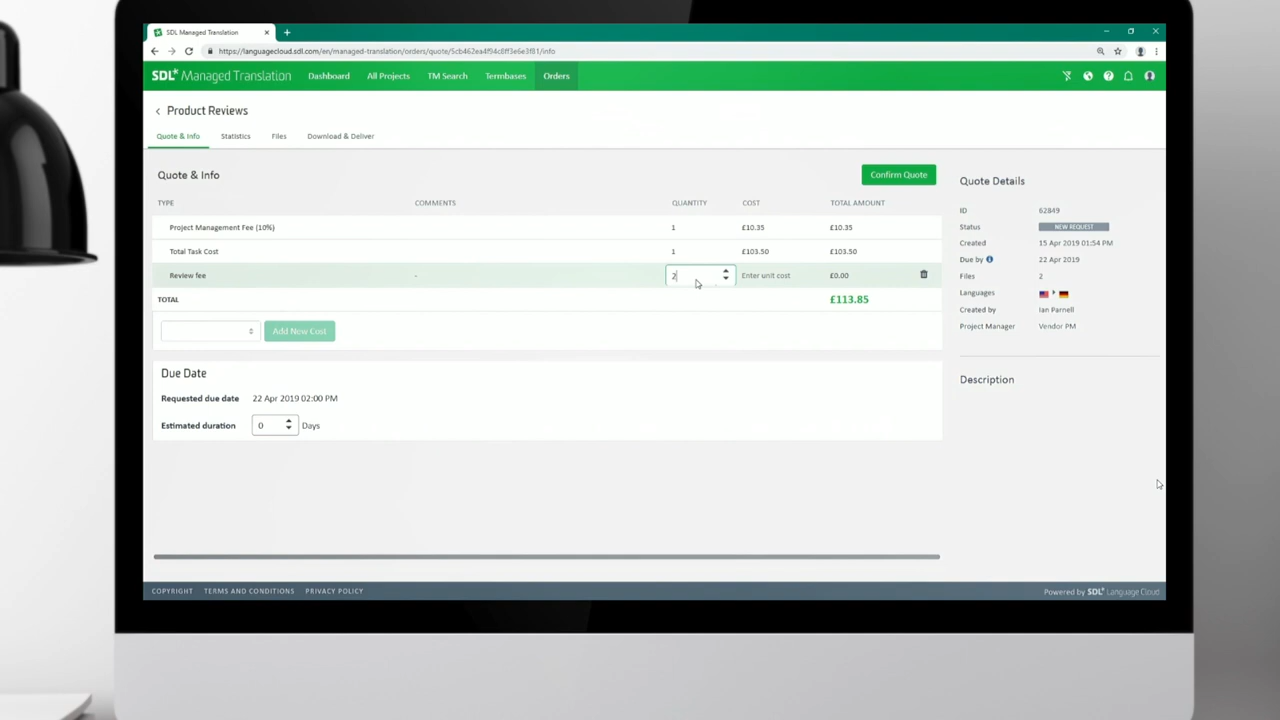 SDL Managed Translation
https://languagecloud.sdl.com/en/managed-translation/orders/quote/5cb462ea4f94c8ff3e6e3f81/info
SDL* Managed Translation Dashboard All Projects TM Search Termbases Orders
Product Reviews
Quote & Info Statistics Files Download & Deliver
Quote & Info Confirm Quote
TYPE COMMENTS QUANTITY COST TOTAL AMOUNT
Project Management Fee (10%) 1 £10.35 £10.35
Total Task Cost 1 £103.50 £103.50
Review fee - 2 Enter unit cost £0.00
TOTAL £113.85
Add New Cost
Due Date
Requested due date 22 Apr 2019 02:00 PM
Estimated duration 0 Days
Quote Details
ID 62849
Status NEW REQUEST
Created 15 Apr 2019 01:54 PM
Due by 22 Apr 2019
Files 2
Languages
Created by Ian Parnell
Project Manager Vendor PM
Description
COPYRIGHT TERMS AND CONDITIONS PRIVACY POLICY Powered by SDL* Language Cloud